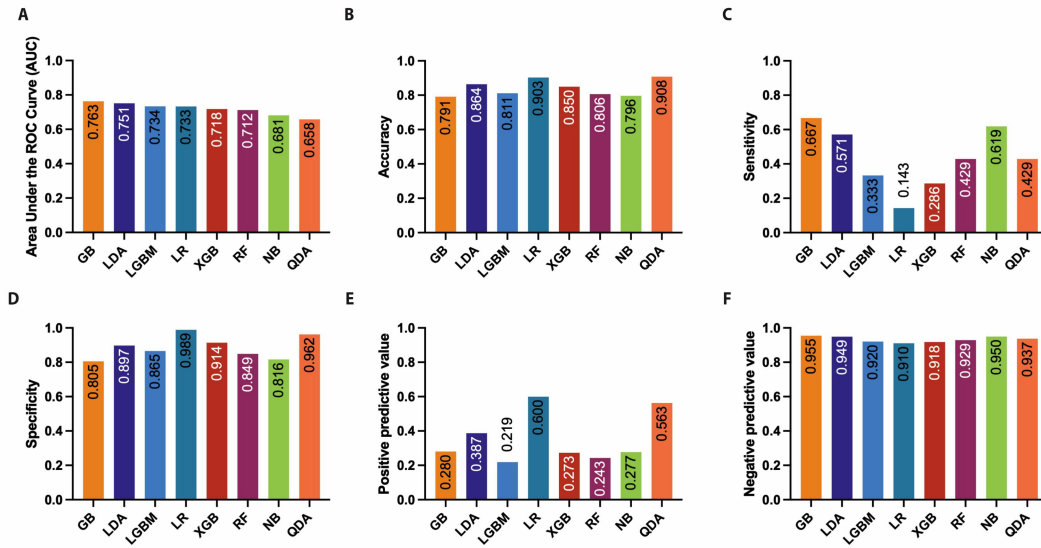 A
Area Under the ROC Curve (AUC)
1.0
0.8
0.6
0.4
0.2
0.0
0.763
0.751
0.734
0.733
0.718
0.712
0.681
0.658
GB
LDA
LGBM
LR
XGB
RF
NB
QDA
B
Accuracy
1.0
0.8
0.6
0.4
0.2
0.0
0.791
0.864
0.811
0.903
0.850
0.806
0.796
0.908
GB
LDA
LGBM
LR
XGB
RF
NB
QDA
C
Sensitivity
1.0
0.8
0.6
0.4
0.2
0.0
0.667
0.571
0.333
0.143
0.286
0.429
0.619
0.429
GB
LDA
LGBM
LR
XGB
RF
NB
QDA
D
Specificity
1.0
0.8
0.6
0.4
0.2
0.0
0.805
0.897
0.865
0.989
0.914
0.849
0.816
0.962
GB
LDA
LGBM
LR
XGB
RF
NB
QDA
E
Positive predictive value
1.0
0.8
0.6
0.4
0.2
0.0
0.280
0.387
0.219
0.600
0.273
0.243
0.277
0.563
GB
LDA
LGBM
LR
XGB
RF
NB
QDA
F
Negative predictive value
1.0
0.8
0.6
0.4
0.2
0.0
0.955
0.949
0.920
0.910
0.918
0.929
0.950
0.937
GB
LDA
LGBM
LR
XGB
RF
NB
QDA